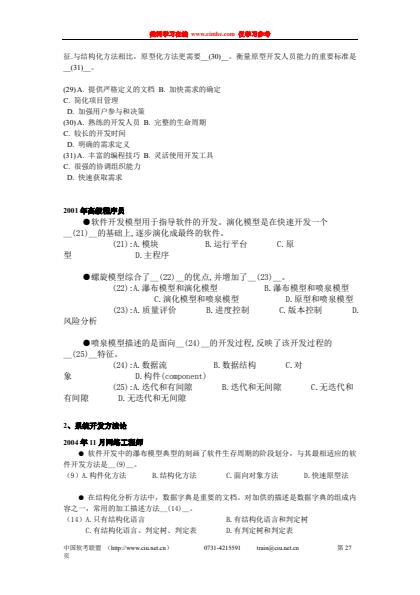 我们学习在线 www.cinhc.com 仅学习参考
征.与结构化方法相比，原型化方法更需要__(30)__。衡量原型开发人员能力的重要标准是
__(31)__。
(29) A. 提供严格定义的文档 B. 加快需求的确定
C. 简化项目管理
D. 加强用户参与和决策
(30) A. 熟练的开发人员 B. 完整的生命周期
C. 较长的开发时间
D. 明确的需求定义
(31) A. 丰富的编程技巧 B. 灵活使用开发工具
C. 很强的协调组织能力
D. 快速获取需求
2001年高级程序员
●软件开发模型用于指导软件的开发。演化模型是在快速开发一个
__(21)__的基础上,逐步演化成最终的软件。
(21):A.模块 B.运行平台 C.原
型 D.主程序
●螺旋模型综合了__(22)__的优点,并增加了__(23)__。
(22):A.瀑布模型和演化模型 B.瀑布模型和喷泉模型
C.演化模型和喷泉模型 D.原型和喷泉模型
(23):A.质量评价 B.进度控制 C.版本控制 D.
风险分析
●喷泉模型描述的是面向__(24)__的开发过程,反映了该开发过程的
__(25)__特征。
(24):A.数据流 B.数据结构 C.对
象 D.构件(component)
(25):A.迭代和有间隙 B.迭代和无间隙 C.无迭代和
有间隙 D.无迭代和无间隙
2、系统开发方法论
2004年11月网络工程师
● 软件开发中的瀑布模型典型的刻画了软件生存周期的阶段划分，与其最相适应的软
件开发方法是__(9)__。
（9）A.构件化方法 B.结构化方法 C.面向对象方法 D.快速原型法
● 在结构化分析方法中，数据字典是重要的文档。对加供的描述是数据字典的组成内
容之一，常用的加工描述方法__(14)__。
（14）A.只有结构化语言 B.有结构化语言和判定树
C.有结构化语言、判定树、判定表 D.有判定树和判定表
中国软考联盟 （http://www.ciu.net.cn） 0731-4215591 train@ciu.net.cn 第 27
页